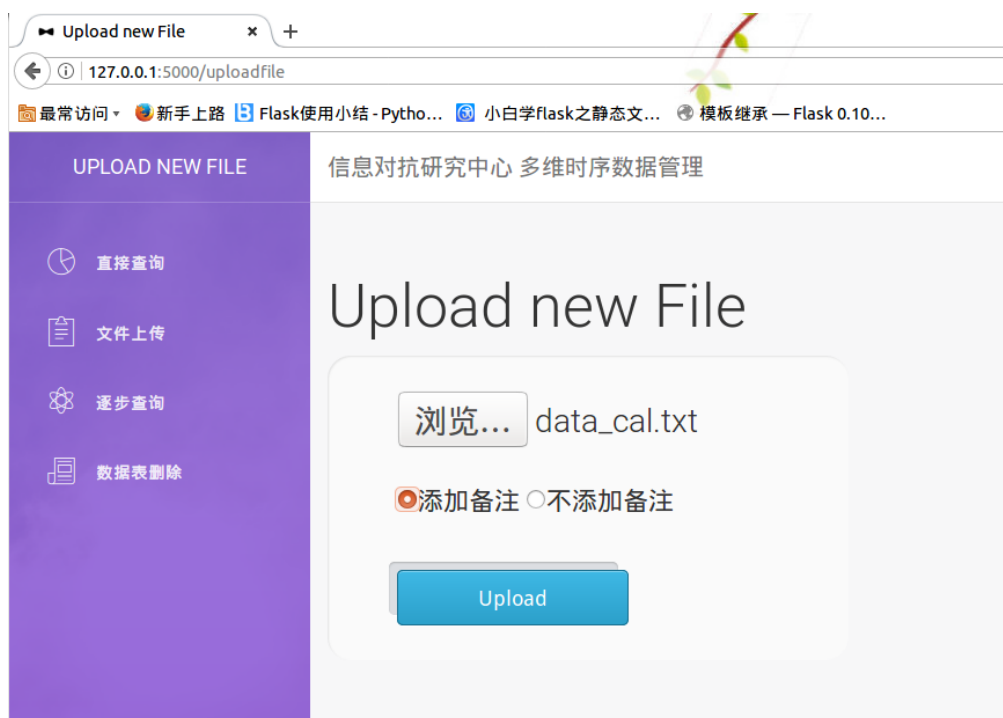 Upload new File
127.0.0.1:5000/uploadfile
最常访问 新手上路 Flask使用小结 - Pytho... 小白学flask之静态文... 模板继承 — Flask 0.10...
UPLOAD NEW FILE
信息对抗研究中心 多维时序数据管理
直接查询
文件上传
逐步查询
数据表删除
Upload new File
浏览... data_cal.txt
添加备注 不添加备注
Upload